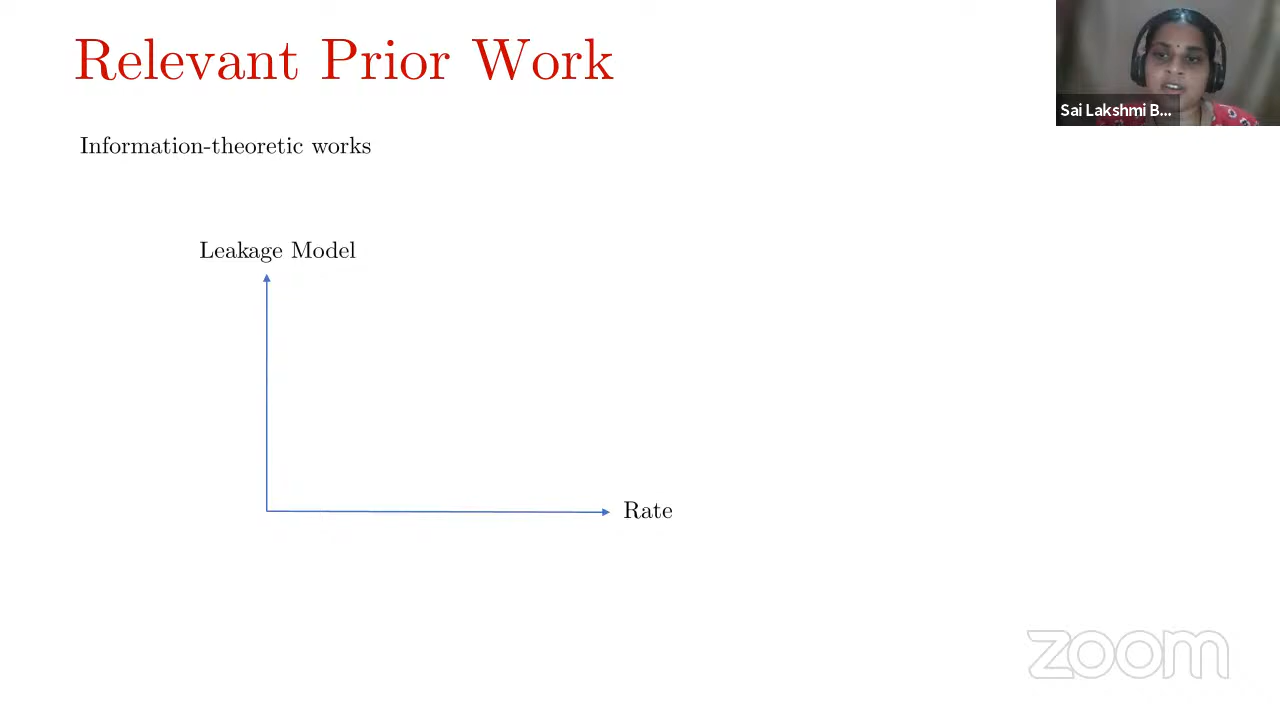 Relevant Prior Work
Sai Lakshmi B...
Information-theoretic works
Leakage Model
Rate
zoom